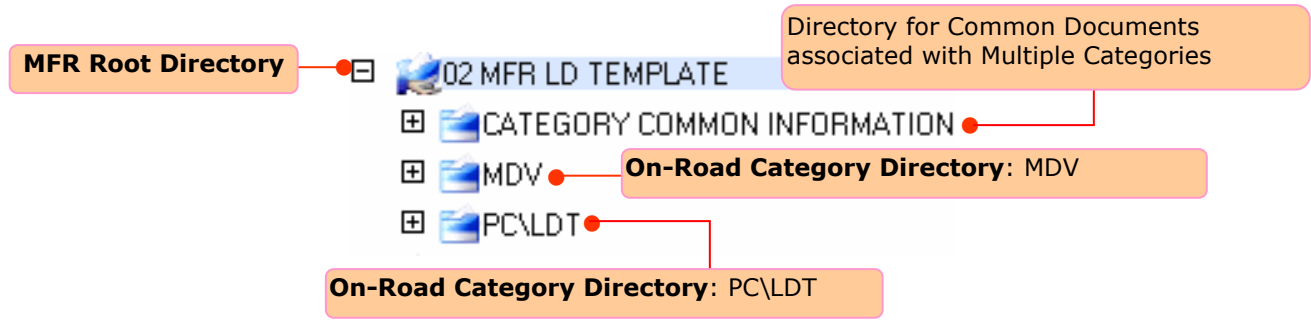 Directory for Common Documents
associated with Multiple Categories
MFR Root Directory
02 MFR LD TEMPLATE
CATEGORY COMMON INFORMATION
MDV
On-Road Category Directory: MDV
PC\LDT
On-Road Category Directory: PC\LDT